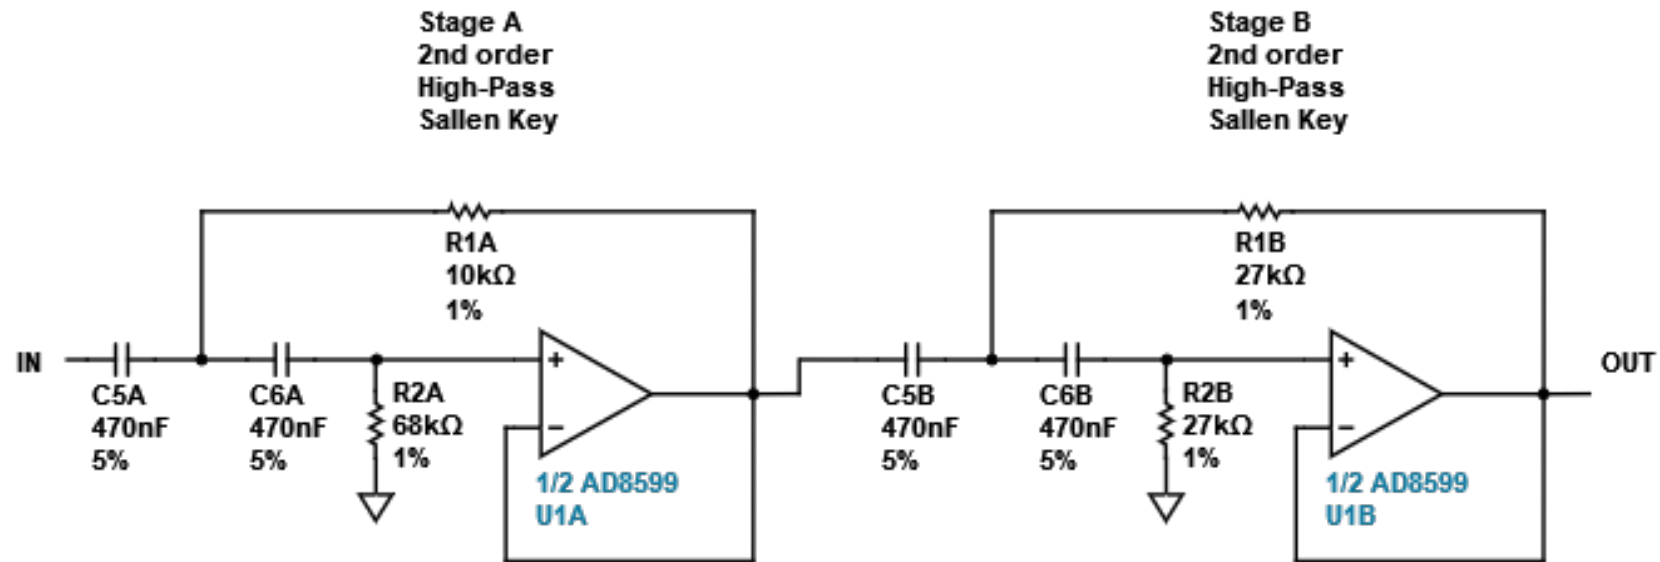 Stage A
2nd order
High-Pass
Sallen Key
Stage B
2nd order
High-Pass
Sallen Key
R1A
10kΩ
1%
R1B
27kΩ
1%
IN
C5A
470nF
5%
C6A
470nF
5%
R2A
68kΩ
1%
+
−
1/2 AD8599
U1A
C5B
470nF
5%
C6B
470nF
5%
R2B
27kΩ
1%
+
−
1/2 AD8599
U1B
OUT